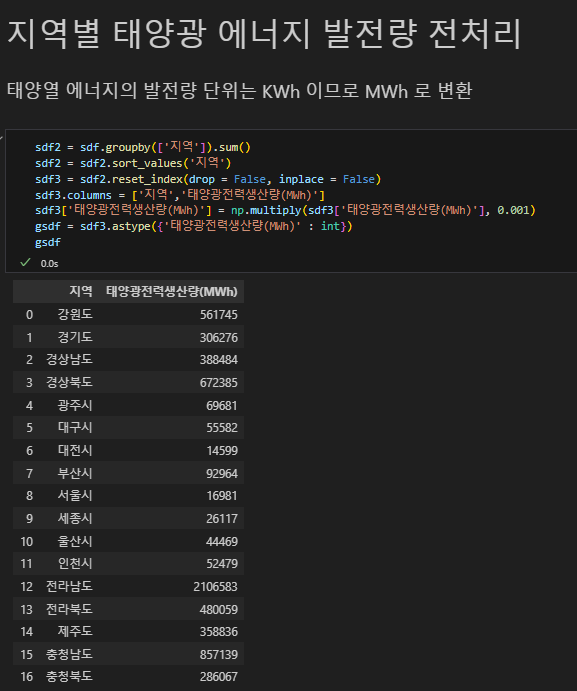 지역별 태양광 에너지 발전량 전처리
태양열 에너지의 발전량 단위는 KWh 이므로 MWh 로 변환
sdf2 = sdf.groupby(['지역']).sum()
sdf2 = sdf2.sort_values('지역')
sdf3 = sdf2.reset_index(drop = False, inplace = False)
sdf3.columns = ['지역','태양광전력생산량(MWh)']
sdf3['태양광전력생산량(MWh)'] = np.multiply(sdf3['태양광전력생산량(MWh)'], 0.001)
gsdf = sdf3.astype({'태양광전력생산량(MWh)' : int})
gsdf
0.0s
지역 태양광전력생산량(MWh)
0 강원도 561745
1 경기도 306276
2 경상남도 388484
3 경상북도 672385
4 광주시 69681
5 대구시 55582
6 대전시 14599
7 부산시 92964
8 서울시 16981
9 세종시 26117
10 울산시 44469
11 인천시 52479
12 전라남도 2106583
13 전라북도 480059
14 제주도 358836
15 충청남도 857139
16 충청북도 286067